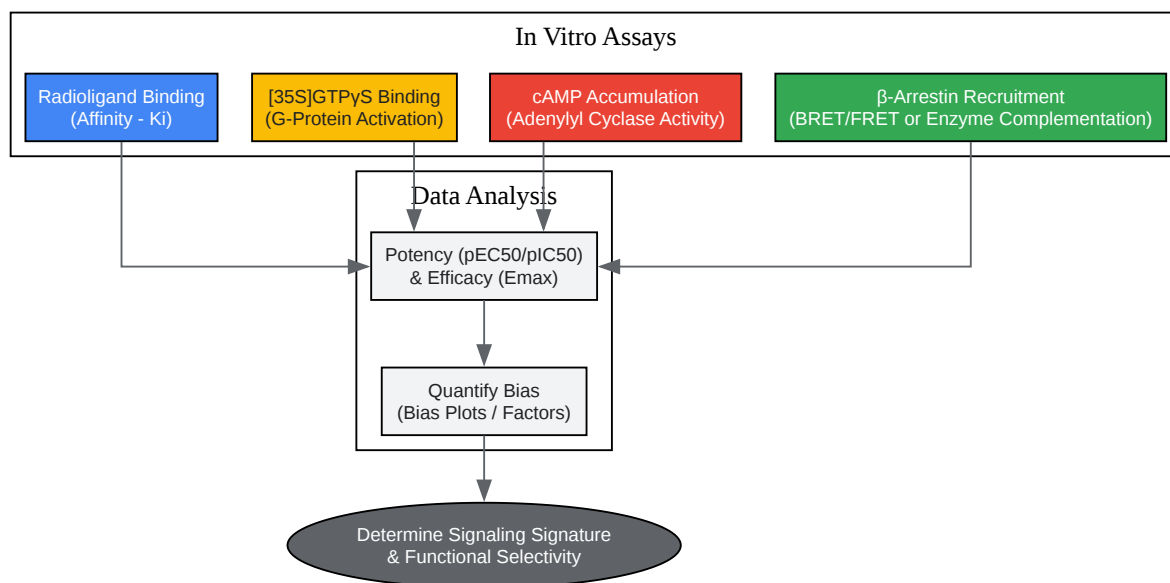 In Vitro Assays
Radioligand Binding
(Affinity - Ki)
[35S]GTPγS Binding
(G-Protein Activation)
cAMP Accumulation
(Adenylyl Cyclase Activity)
β-Arrestin Recruitment
(BRET/FRET or Enzyme Complementation)
Data Analysis
Potency (pEC50/pIC50)
& Efficacy (Emax)
Quantify Bias
(Bias Plots / Factors)
Determine Signaling Signature
& Functional Selectivity